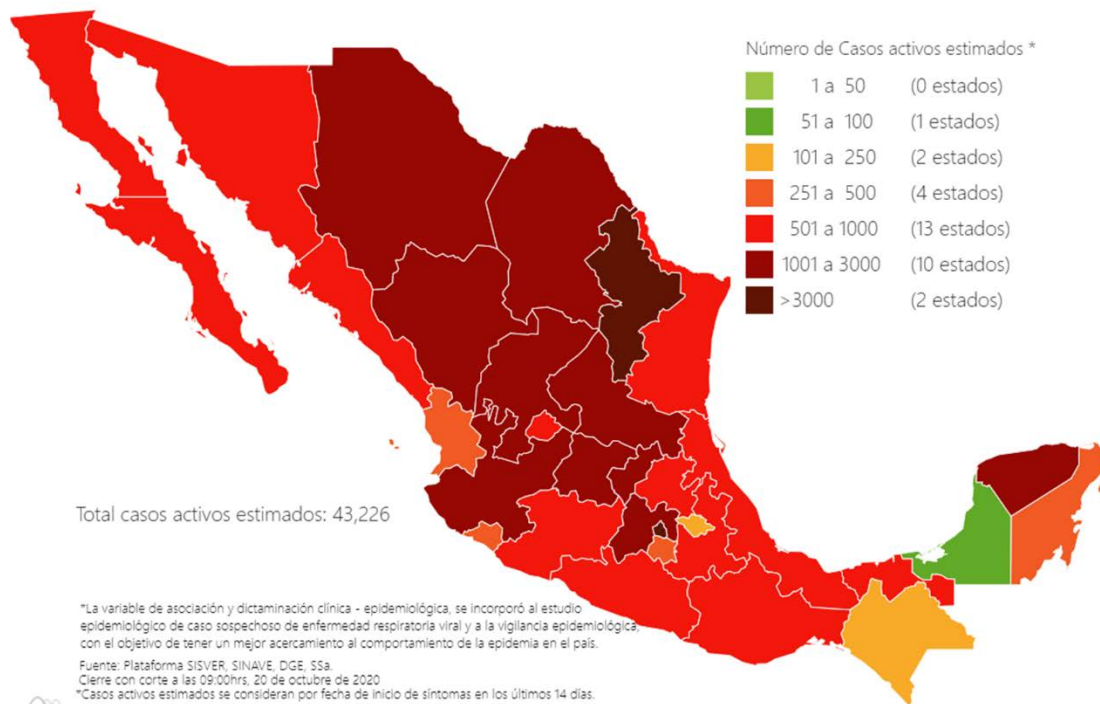 Número de Casos activos estimados *
1 a 50 (0 estados)
51 a 100 (1 estados)
101 a 250 (2 estados)
251 a 500 (4 estados)
501 a 1000 (13 estados)
1001 a 3000 (10 estados)
>3000 (2 estados)
Total casos activos estimados: 43,226
*La variable de asociación y dictaminación clínica - epidemiológica, se incorporó al estudio
epidemiológico de caso sospechoso de enfermedad respiratoria viral y a la vigilancia epidemiológica,
con el objetivo de tener un mejor acercamiento al comportamiento de la epidemia en el país.
Fuente: Plataforma SISVER, SINAVE, DGE, SSa.
Cierre con corte a las 09:00hrs, 20 de octubre de 2020
*Casos activos estimados se consideran por fecha de inicio de síntomas en los últimos 14 días.